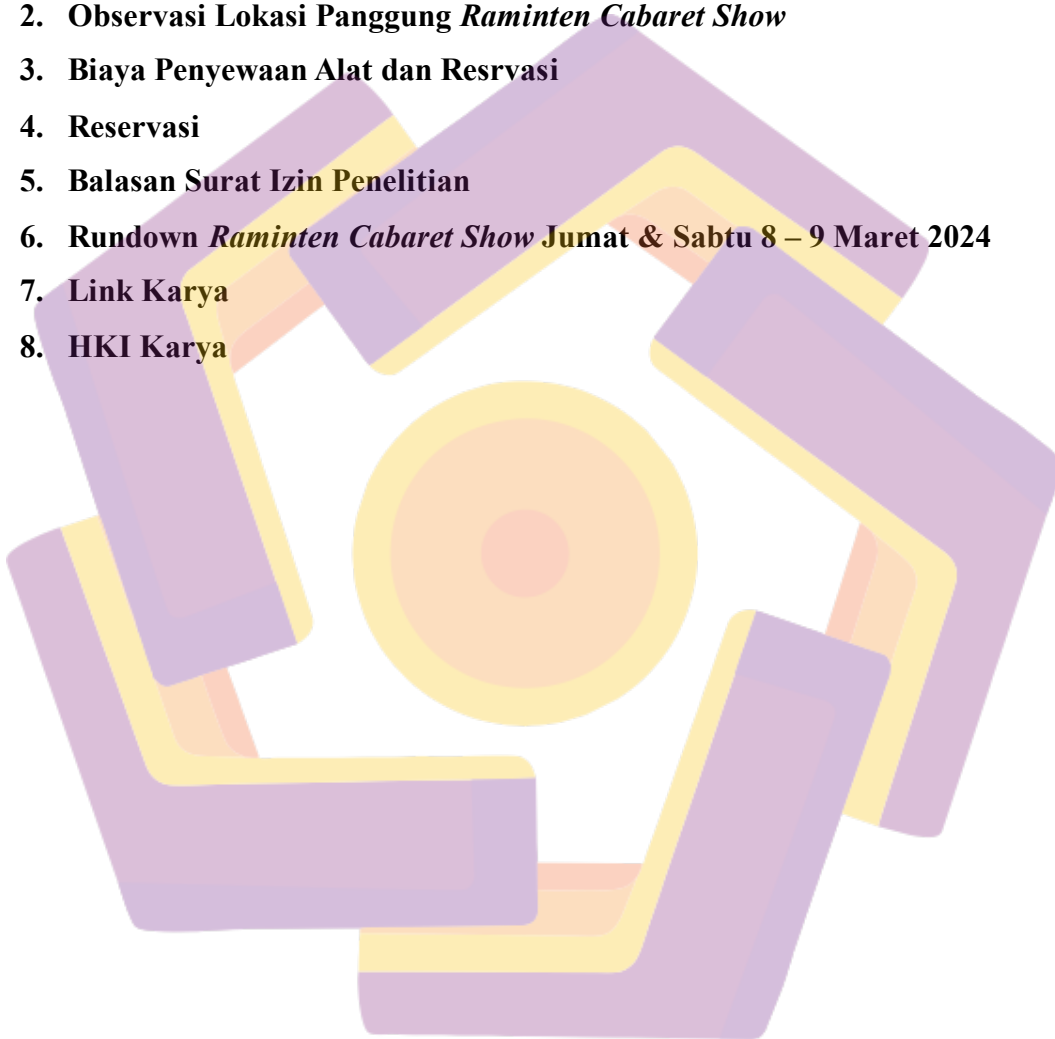 2. Observasi Lokasi Panggung Raminten Cabaret Show
3. Biaya Penyewaan Alat dan Resrvasi
4. Reservasi
5. Balasan Surat Izin Penelitian
6. Rundown Raminten Cabaret Show Jumat & Sabtu 8 – 9 Maret 2024
7. Link Karya
8. HKI Karya